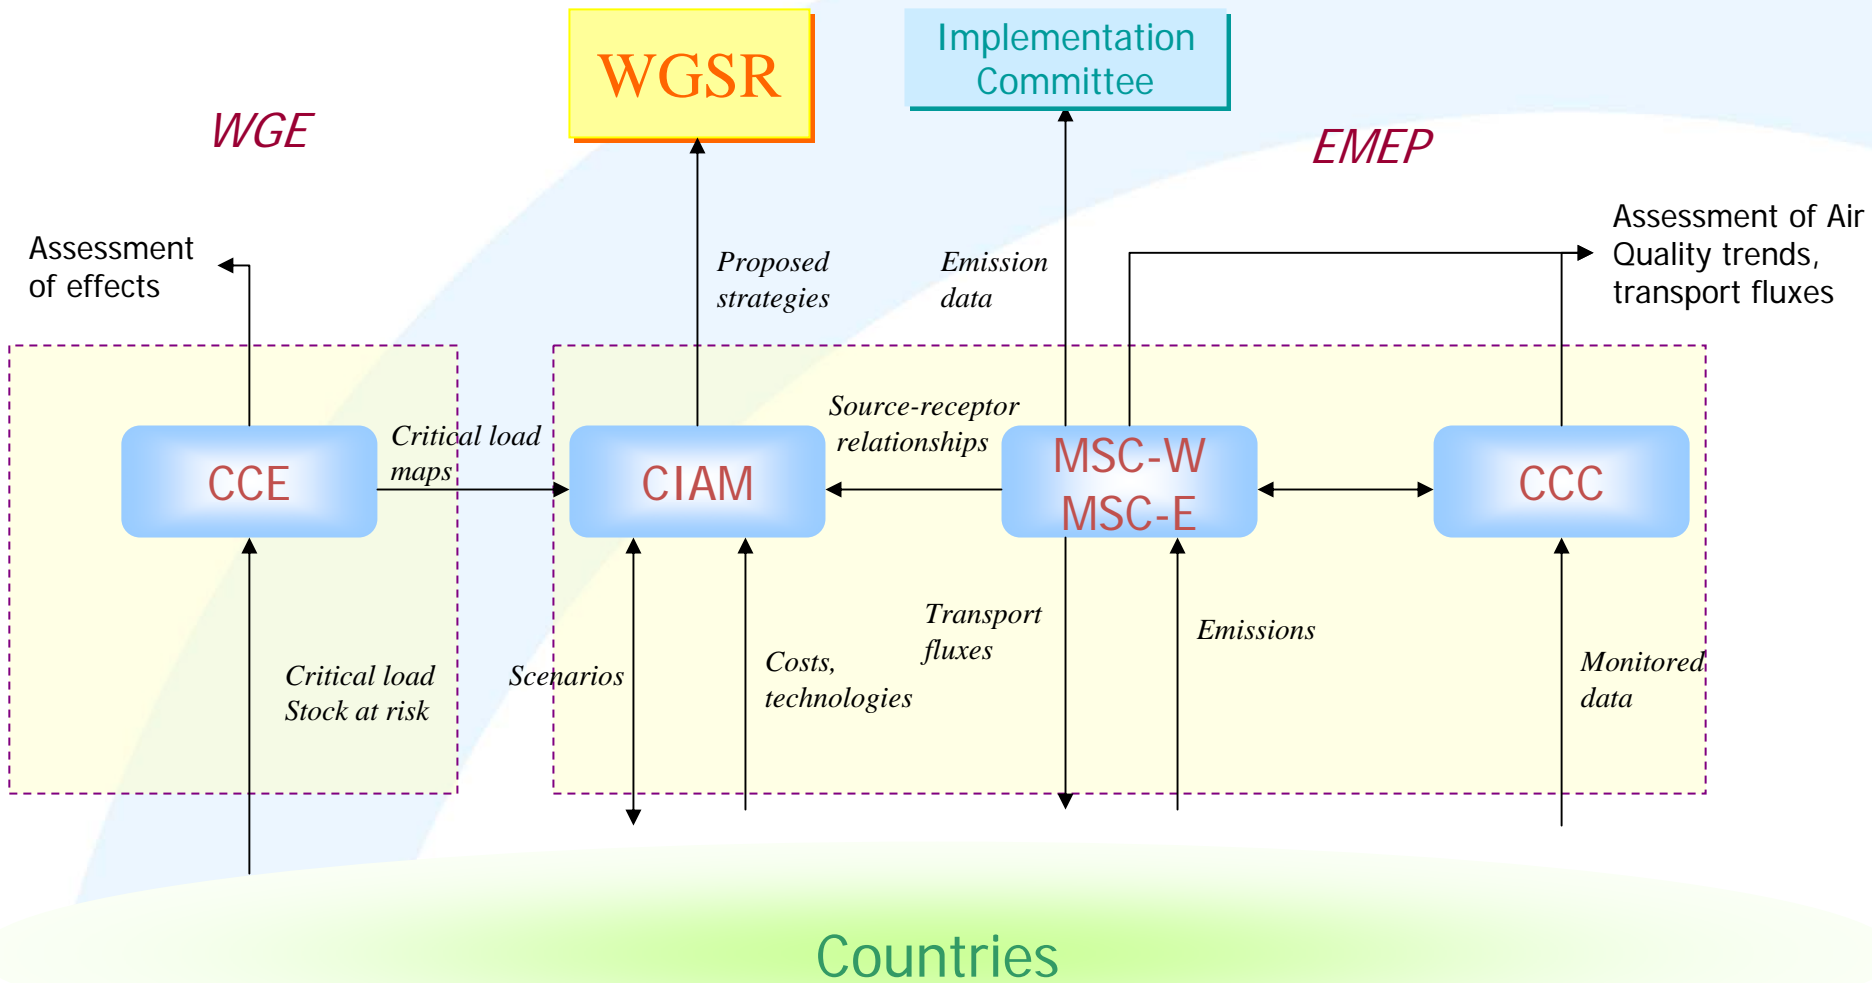 WGSR
Implementation
Committee
WGE
EMEP
Assessment
of effects
Proposed
strategies
Emission
data
Assessment of Air
Quality trends,
transport fluxes
Critical load
maps
Source-receptor
relationships
CCE
CIAM
MSC-W
MSC-E
CCC
Critical load
Stock at risk
Scenarios
Costs,
technologies
Transport
fluxes
Emissions
Monitored
data
Countries